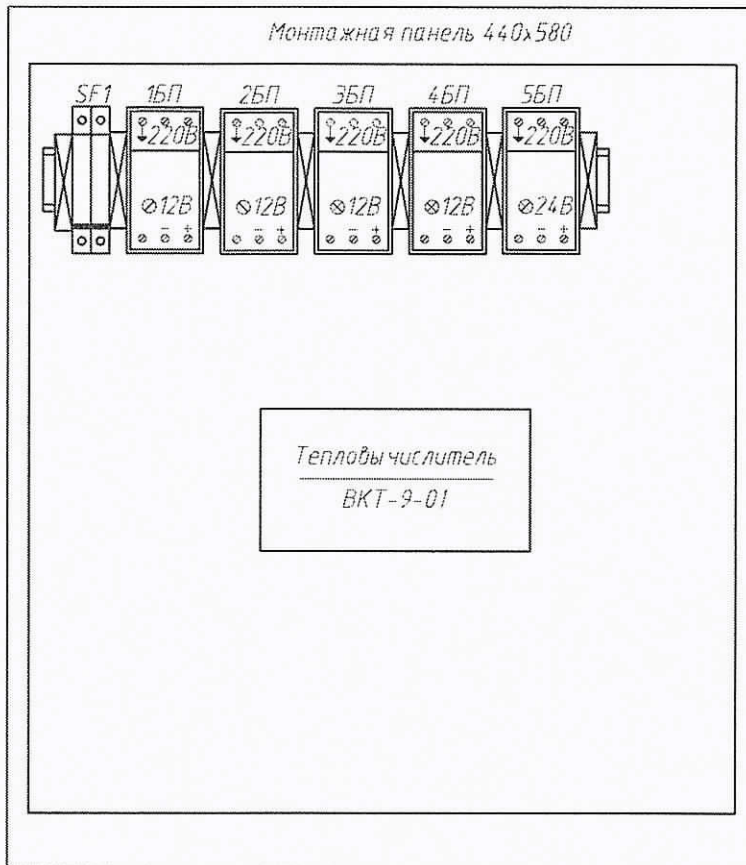 Монтажная панель 440х580
SF1 1БП 2БП 3БП 4БП 5БП
220В 220В 220В 220В 220В
12В 12В 12В 12В 24В
- + - + - + - + - +
Тепловычислитель
ВКТ-9-01